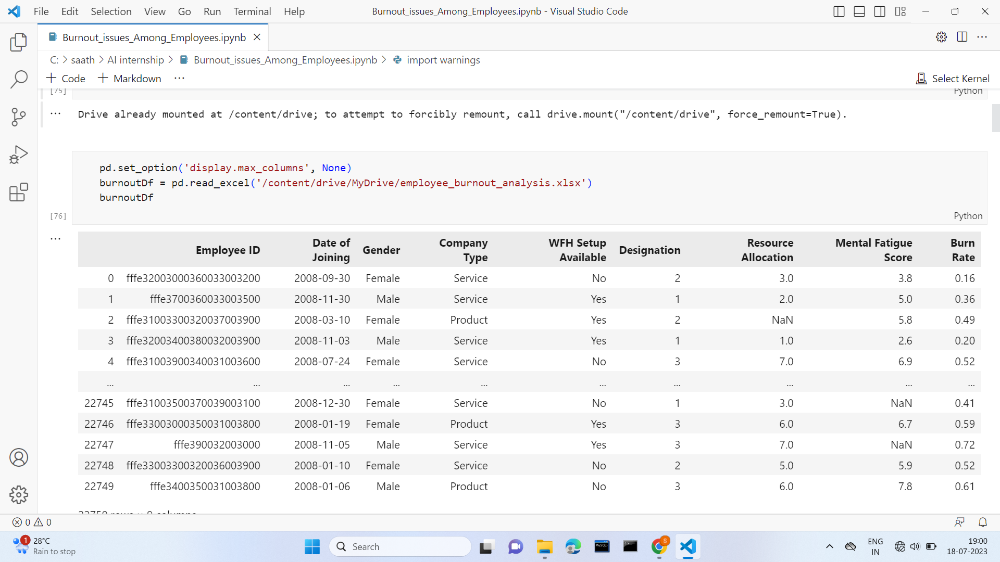 File Edit Selection View Go Run Terminal Help
Burnout_issues_Among_Employees.ipynb - Visual Studio Code
Burnout_issues_Among_Employees.ipynb
C: > saath > AI internship > Burnout_issues_Among_Employees.ipynb > import warnings
+ Code + Markdown ...
Select Kernel
[75]
Python
... Drive already mounted at /content/drive; to attempt to forcibly remount, call drive.mount("/content/drive", force_remount=True).
pd.set_option('display.max_columns', None)
burnoutDf = pd.read_excel('/content/drive/MyDrive/employee_burnout_analysis.xlsx')
burnoutDf
[76]
Python
...
Employee ID Date of Joining Gender Company Type WFH Setup Available Designation Resource Allocation Mental Fatigue Score Burn Rate
0 fffe32003000360033003200 2008-09-30 Female Service No 2 3.0 3.8 0.16
1 fffe3700360033003500 2008-11-30 Male Service Yes 1 2.0 5.0 0.36
2 fffe31003300320037003900 2008-03-10 Female Product Yes 2 NaN 5.8 0.49
3 fffe32003400380032003900 2008-11-03 Male Service Yes 1 1.0 2.6 0.20
4 fffe31003900340031003600 2008-07-24 Female Service No 3 7.0 6.9 0.52
... ... ... ... ... ... ... ... ... ...
22745 fffe31003500370039003100 2008-12-30 Female Service No 1 3.0 NaN 0.41
22746 fffe33003000350031003800 2008-01-19 Female Product Yes 3 6.0 6.7 0.59
22747 fffe390032003000 2008-11-05 Male Service Yes 3 7.0 NaN 0.72
22748 fffe33003300320036003900 2008-01-10 Female Service No 2 5.0 5.9 0.52
22749 fffe3400350031003800 2008-01-06 Male Product No 3 6.0 7.8 0.61
22750 rows × 9 columns
0 0
1
28°C
Rain to stop
Search
MySQL
S
ENG
IN
19:00
18-07-2023